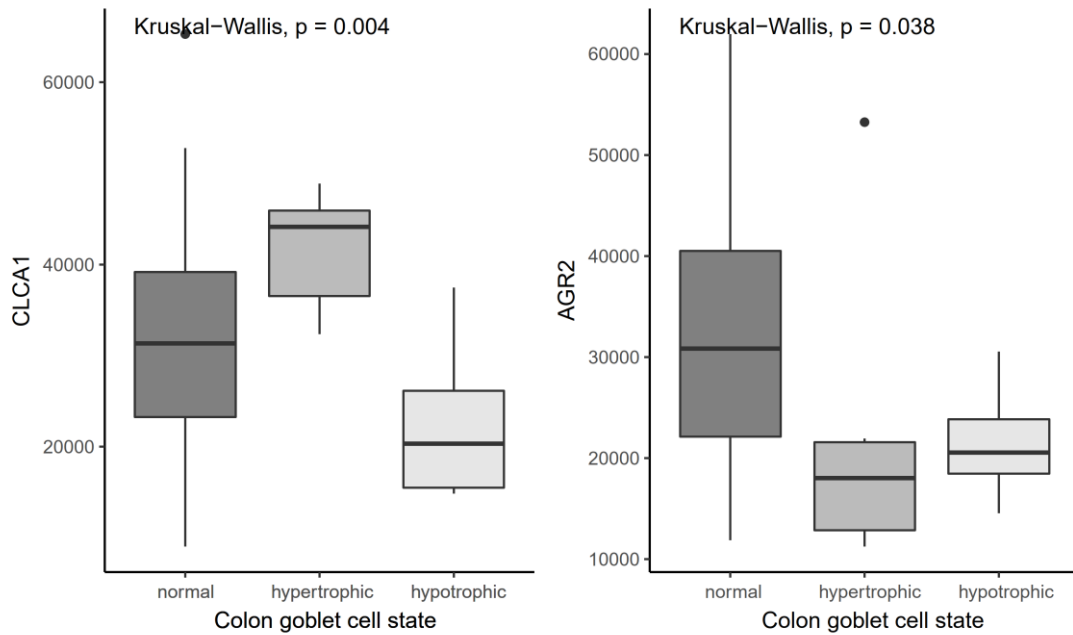 Kruskal−Wallis, p = 0.004
60000
40000
20000
CLCA1
normal hypertrophic hypotrophic
Colon goblet cell state
Kruskal−Wallis, p = 0.038
60000
50000
40000
30000
20000
10000
AGR2
normal hypertrophic hypotrophic
Colon goblet cell state